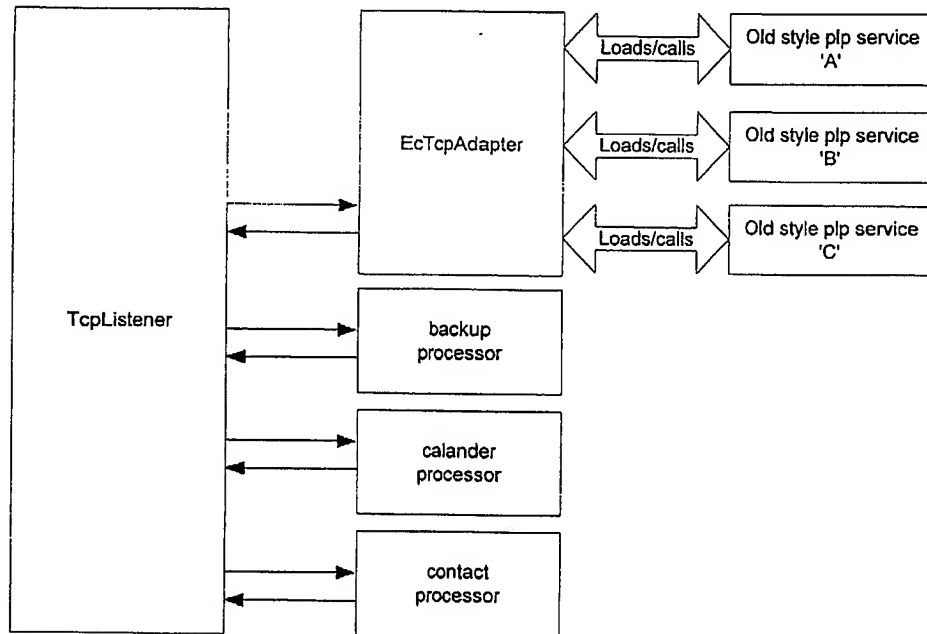 TcpListener
EcTcpAdapter
Loads/calls
Old style plp service
'A'
Loads/calls
Old style plp service
'B'
Loads/calls
Old style plp service
'C'
backup
processor
calander
processor
contact
processor